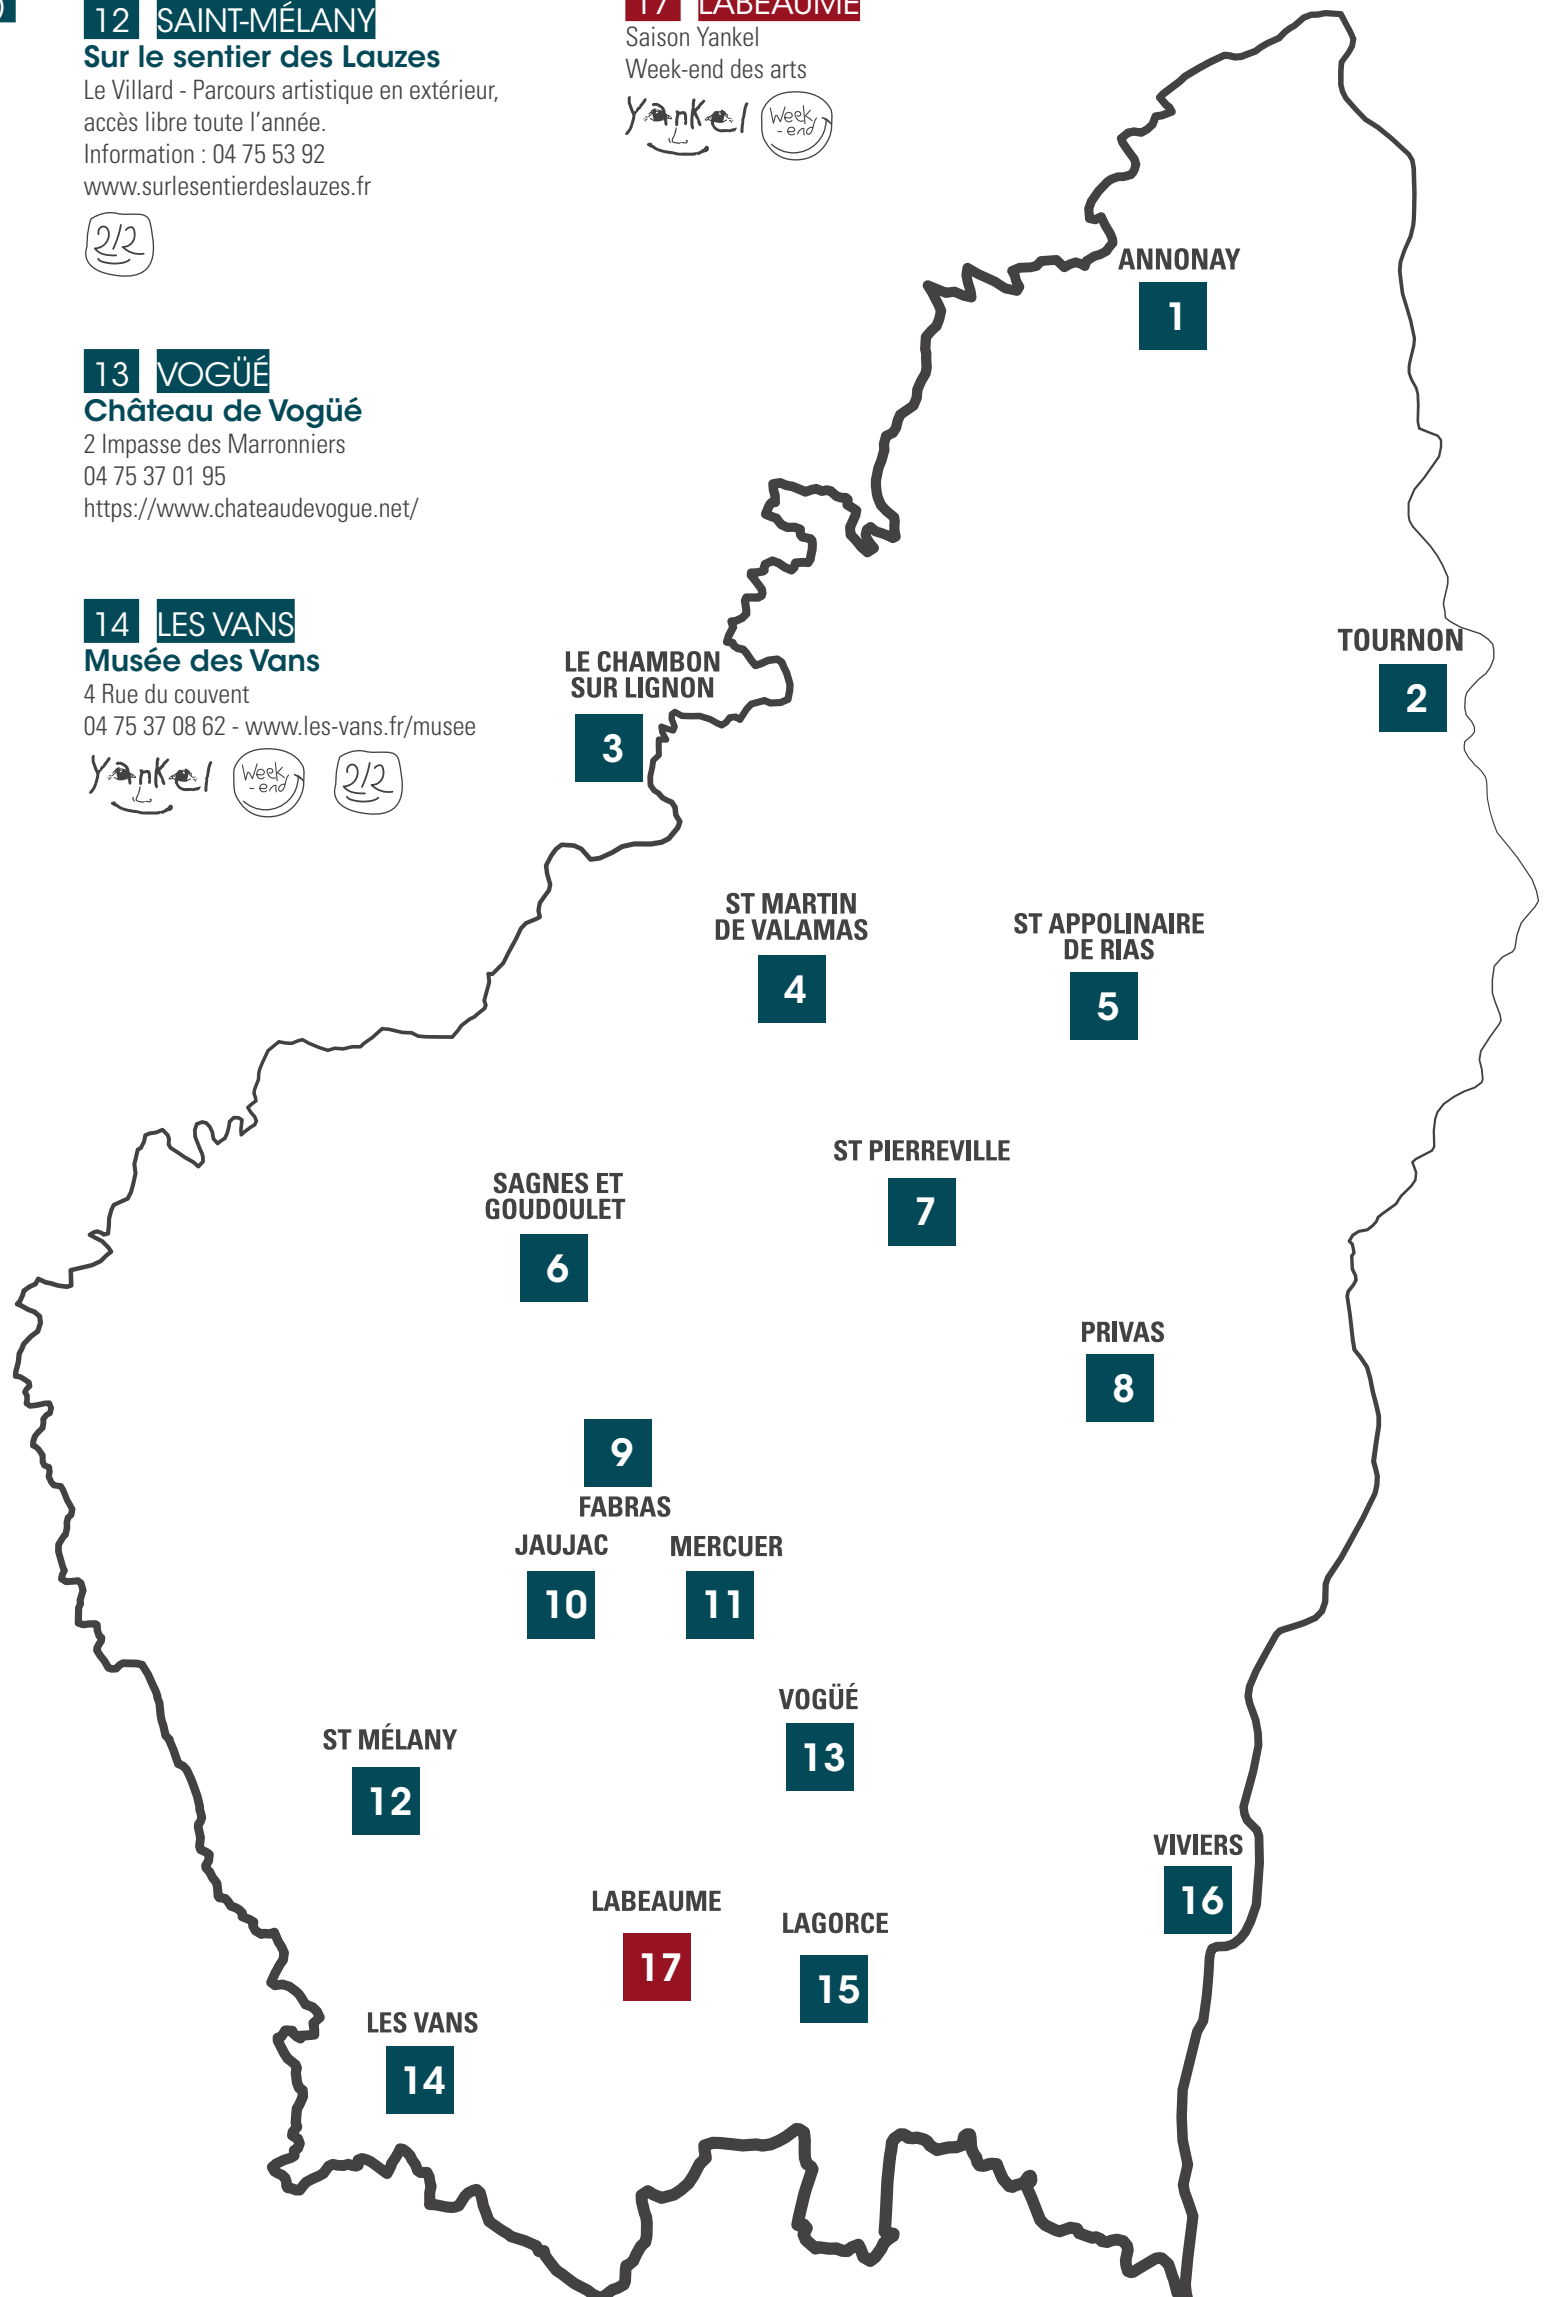 12 SAINT-MÉLANY
Sur le sentier des Lauzes
Le Villard - Parcours artistique en extérieur,
accès libre toute l'année.
Information : 04 75 53 92
www.surlesentierdeslauzes.fr
2/2
13 VOGÜÉ
Château de Vogüé
2 Impasse des Marronniers
04 75 37 01 95
https://www.chateaudevogue.net/
14 LES VANS
Musée des Vans
4 Rue du couvent
04 75 37 08 62 - www.les-vans.fr/musee
Yankel
Week
-end
2/2
17 LABEAUME
Saison Yankel
Week-end des arts
Yankel
Week
-end
ANNONAY
1
TOURNON
2
LE CHAMBON
SUR LIGNON
3
ST MARTIN
DE VALAMAS
4
ST APPOLINAIRE
DE RIAS
5
SAGNES ET
GOUDOULET
6
ST PIERREVILLE
7
PRIVAS
8
9
FABRAS
JAUJAC
10
MERCUER
11
ST MÉLANY
12
VOGÜÉ
13
VIVIERS
16
LABEAUME
17
LAGORCE
15
LES VANS
14